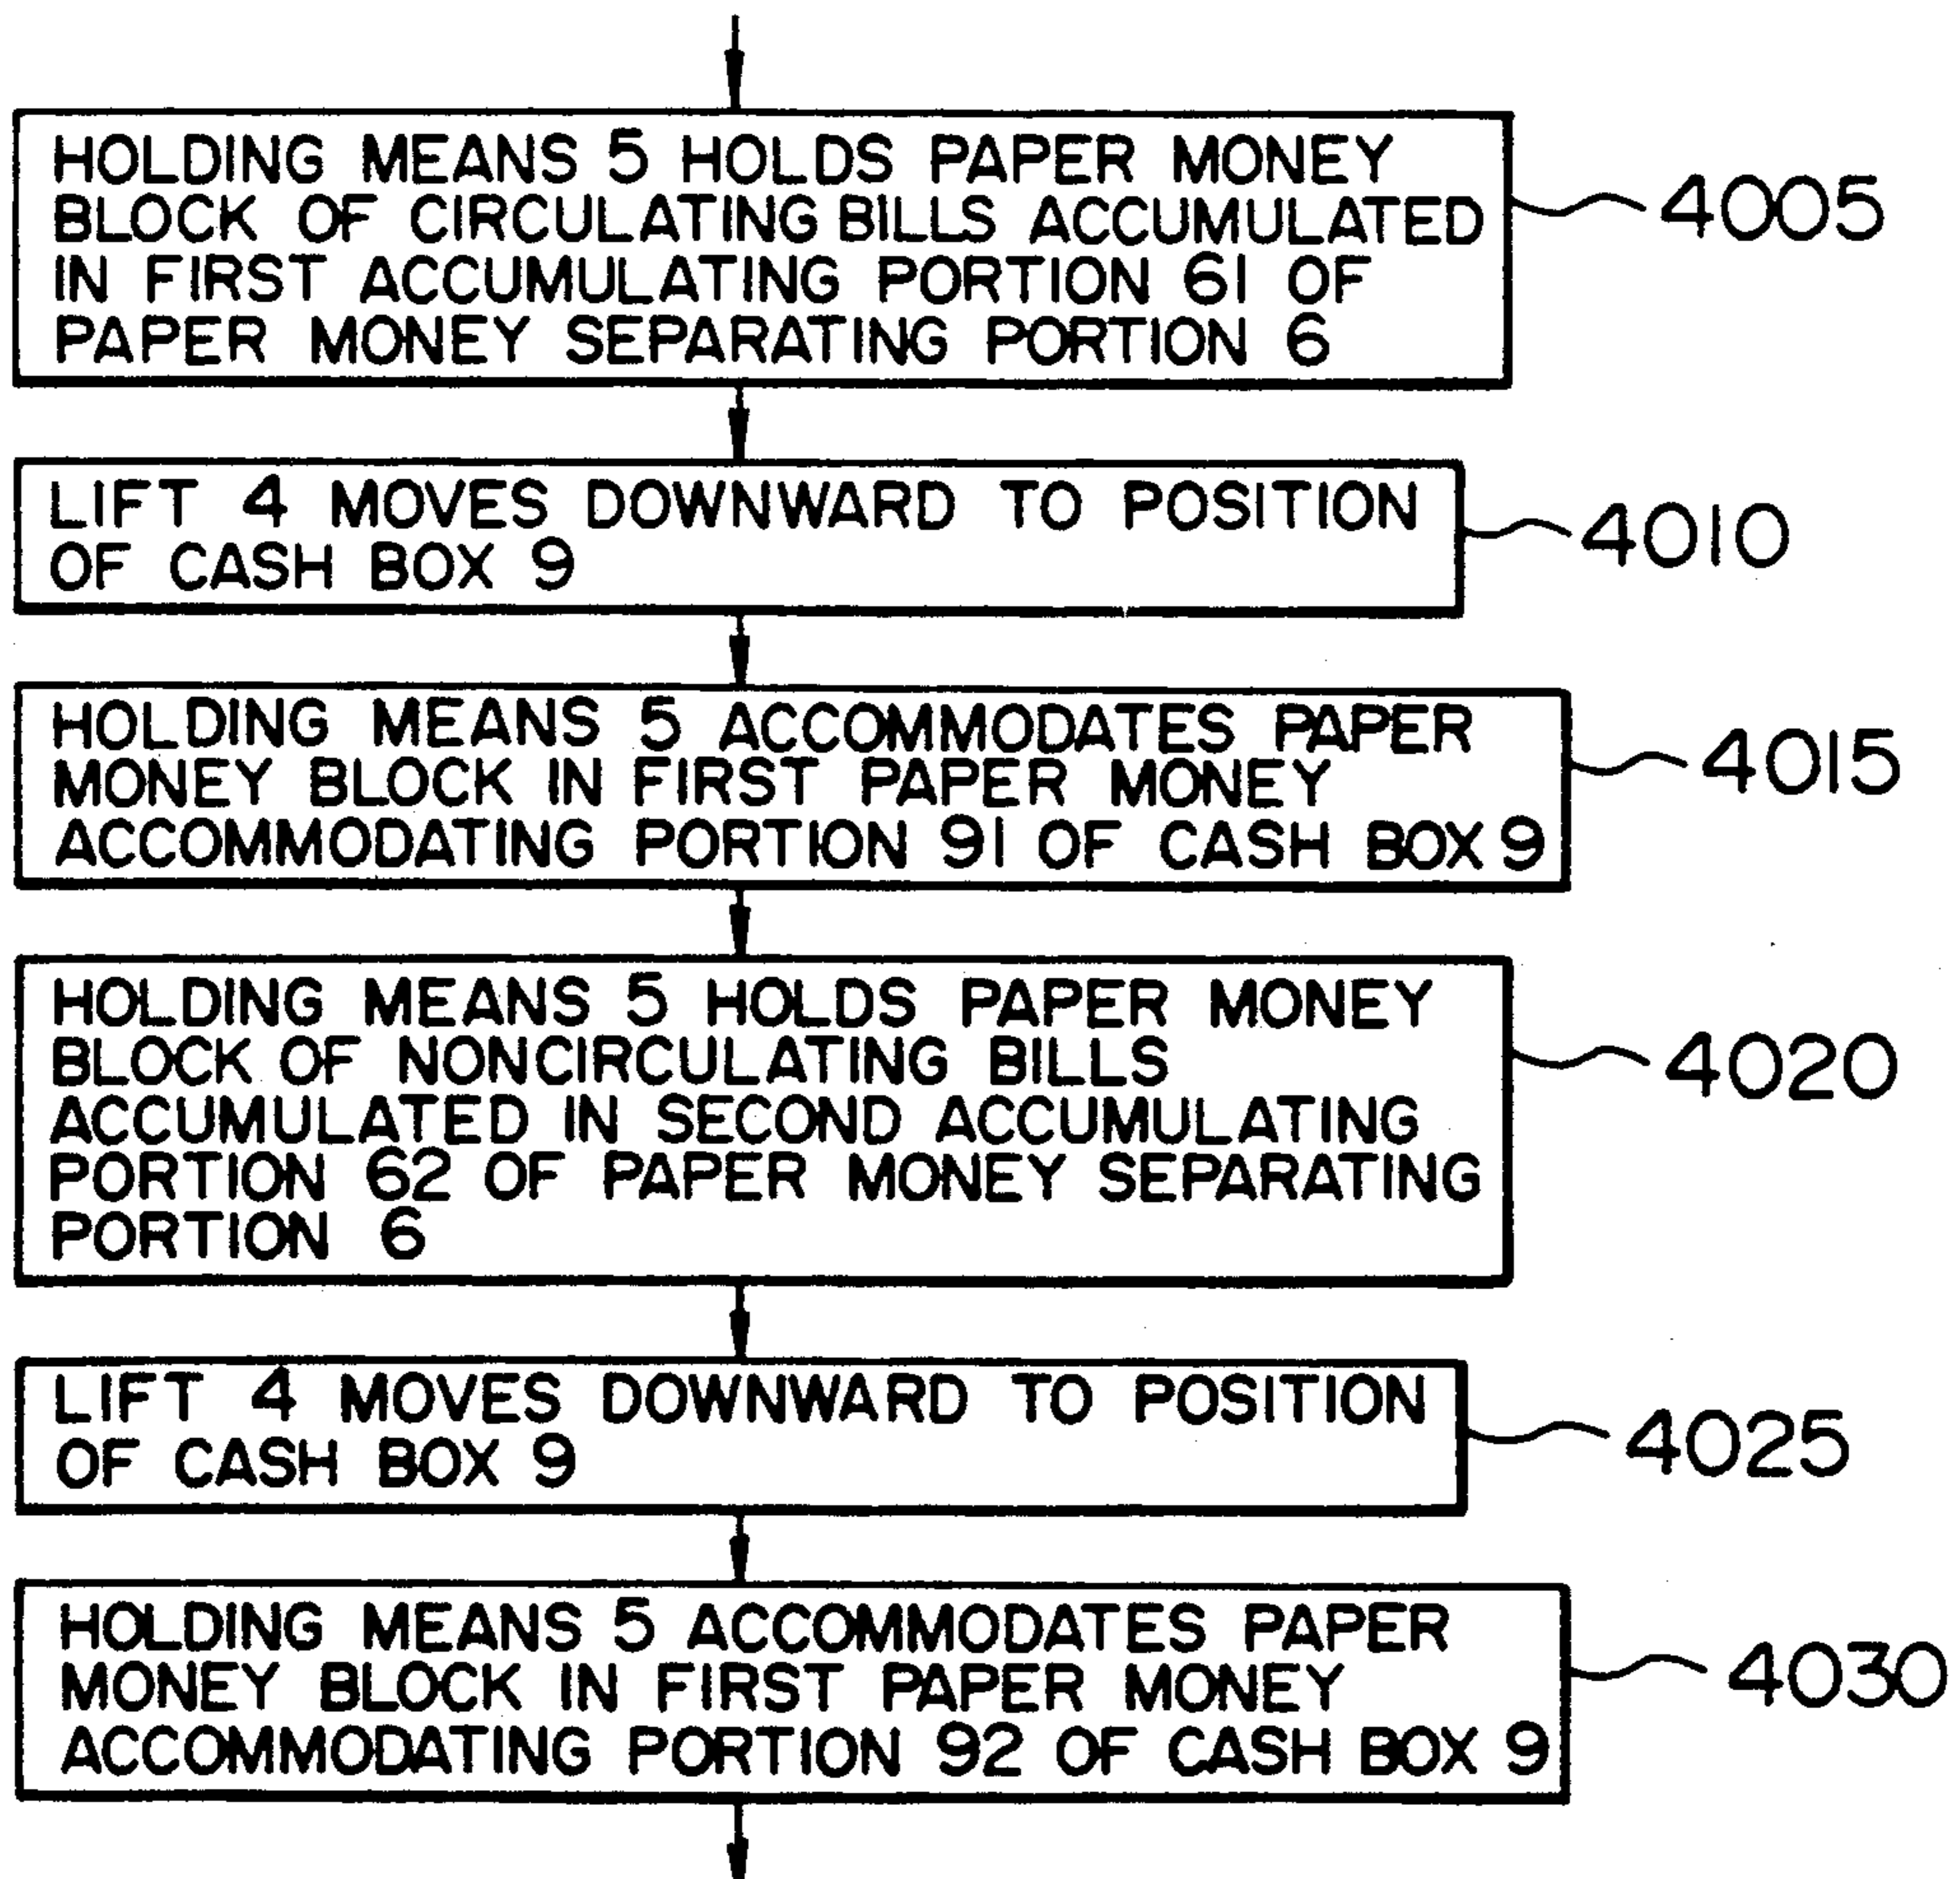 HOLDING MEANS 5 HOLDS PAPER MONEY
BLOCK OF CIRCULATING BILLS ACCUMULATED
IN FIRST ACCUMULATING PORTION 61 OF
PAPER MONEY SEPARATING PORTION 6
4005
LIFT 4 MOVES DOWNWARD TO POSITION
OF CASH BOX 9
4010
HOLDING MEANS 5 ACCOMMODATES PAPER
MONEY BLOCK IN FIRST PAPER MONEY
ACCOMMODATING PORTION 91 OF CASH BOX 9
4015
HOLDING MEANS 5 HOLDS PAPER MONEY
BLOCK OF NONCIRCULATING BILLS
ACCUMULATED IN SECOND ACCUMULATING
PORTION 62 OF PAPER MONEY SEPARATING
PORTION 6
4020
LIFT 4 MOVES DOWNWARD TO POSITION
OF CASH BOX 9
4025
HOLDING MEANS 5 ACCOMMODATES PAPER
MONEY BLOCK IN FIRST PAPER MONEY
ACCOMMODATING PORTION 92 OF CASH BOX 9
4030